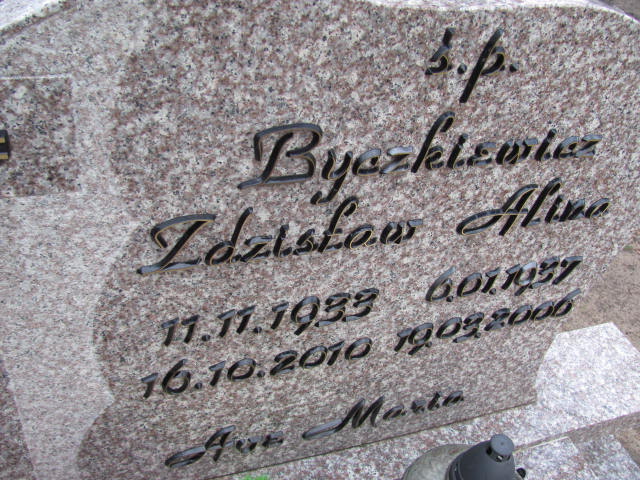 ś.p.
Byczkiewicz
Zdzisław Alina
11.11.1933 6.01.1937
16.10.2010 19.03.2006
Ave Maria